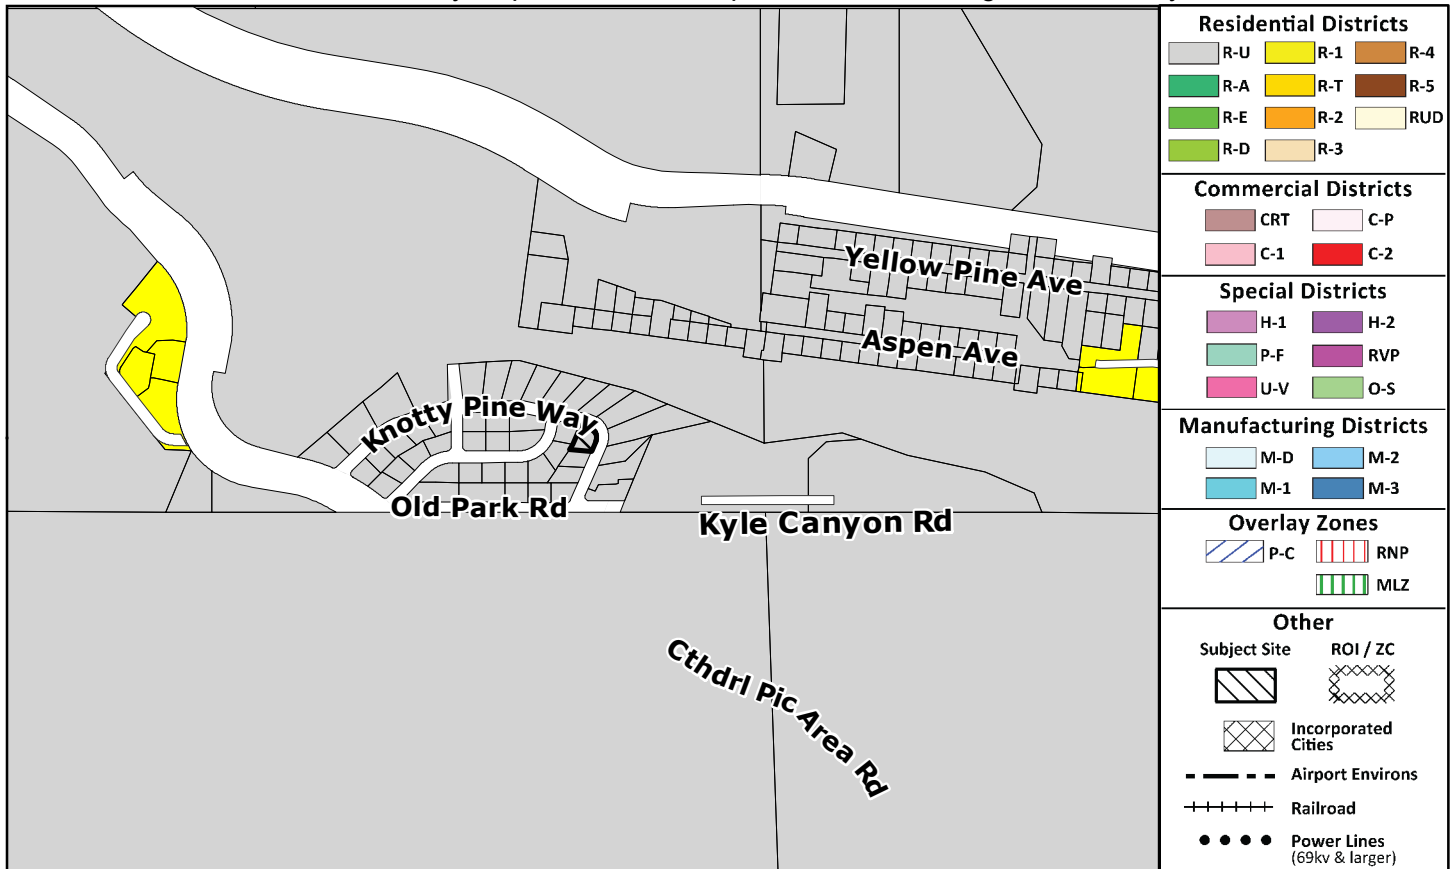 Yellow Pine Ave
Aspen Ave
Knotty Pine Way
Old Park Rd
Kyle Canyon Rd
Cthdrl Pic Area Rd
Residential Districts
R-U R-1 R-4
R-A R-T R-5
R-E R-2 RUD
R-D R-3
Commercial Districts
CRT C-P
C-1 C-2
Special Districts
H-1 H-2
P-F RVP
U-V O-S
Manufacturing Districts
M-D M-2
M-1 M-3
Overlay Zones
P-C RNP
MLZ
Other
Subject Site ROI / ZC
Incorporated
Cities
Airport Environs
Railroad
Power Lines
(69kv & larger)